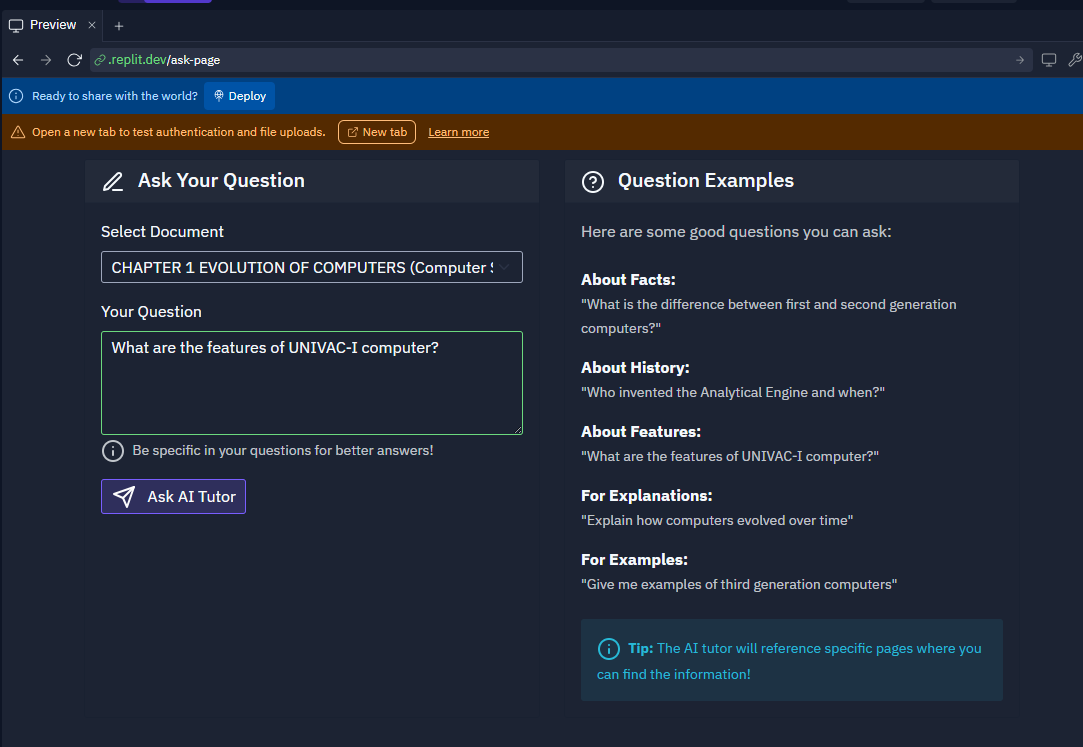 Preview
.replit.dev/ask-page
Ready to share with the world? Deploy
Open a new tab to test authentication and file uploads. New tab Learn more
Ask Your Question
Select Document
CHAPTER 1 EVOLUTION OF COMPUTERS (Computer
Your Question
What are the features of UNIVAC-I computer?
Be specific in your questions for better answers!
Ask AI Tutor
Question Examples
Here are some good questions you can ask:
About Facts:
"What is the difference between first and second generation
computers?"
About History:
"Who invented the Analytical Engine and when?"
About Features:
"What are the features of UNIVAC-I computer?"
For Explanations:
"Explain how computers evolved over time"
For Examples:
"Give me examples of third generation computers"
Tip: The AI tutor will reference specific pages where you
can find the information!